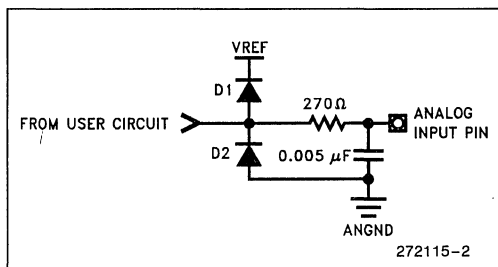 VREF
D1
270Ω
FROM USER CIRCUIT
ANALOG
INPUT PIN
D2
0.005 μF
ANGND
272115-2